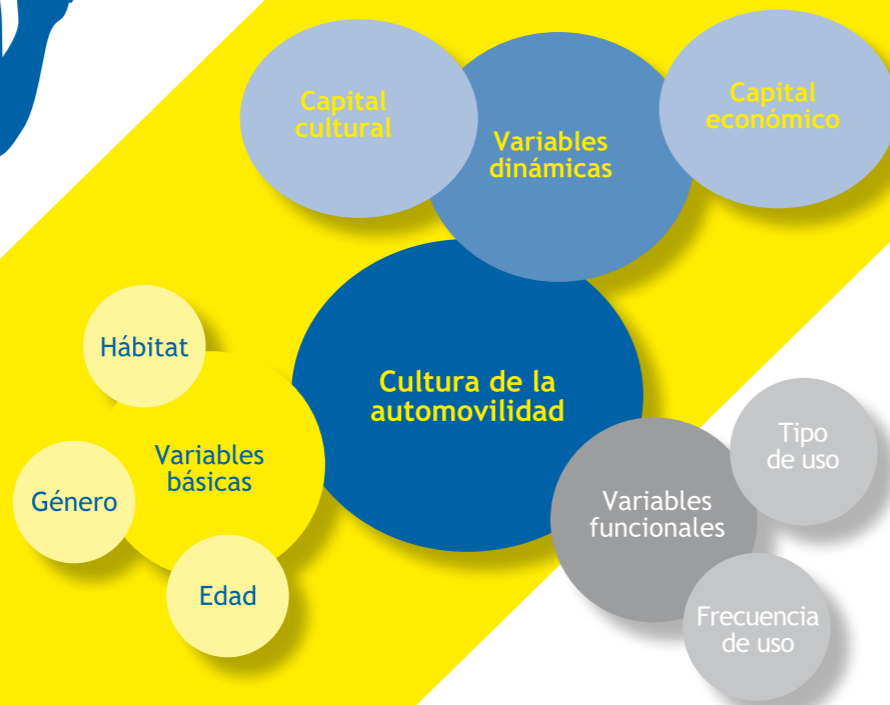 Capital
cultural
Variables
dinámicas
Capital
económico
Cultura de la
automovilidad
Hábitat
Variables
básicas
Género
Edad
Variables
funcionales
Tipo
de uso
Frecuencia
de uso